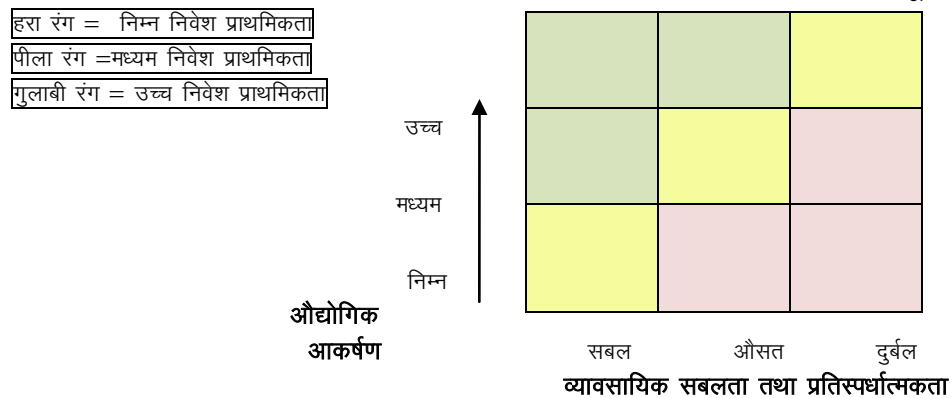 हरा रंग = निम्न निवेश प्राथमिकता
पीला रंग =मध्यम निवेश प्राथमिकता
गुलाबी रंग = उच्च निवेश प्राथमिकता
उच्च
मध्यम
निम्न
औद्योगिक
आकर्षण
सबल औसत दुर्बल
व्यावसायिक सबलता तथा प्रतिस्पर्धात्मकता